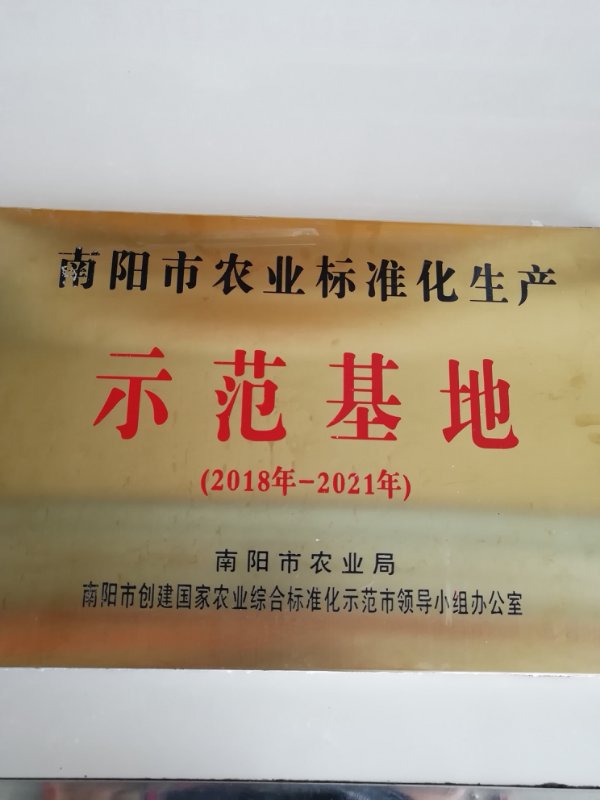 南阳市农业标准化生产
示范基地
(2018年-2021年)
南阳市农业局
南阳市创建国家农业综合标准化示范市领导小组办公室